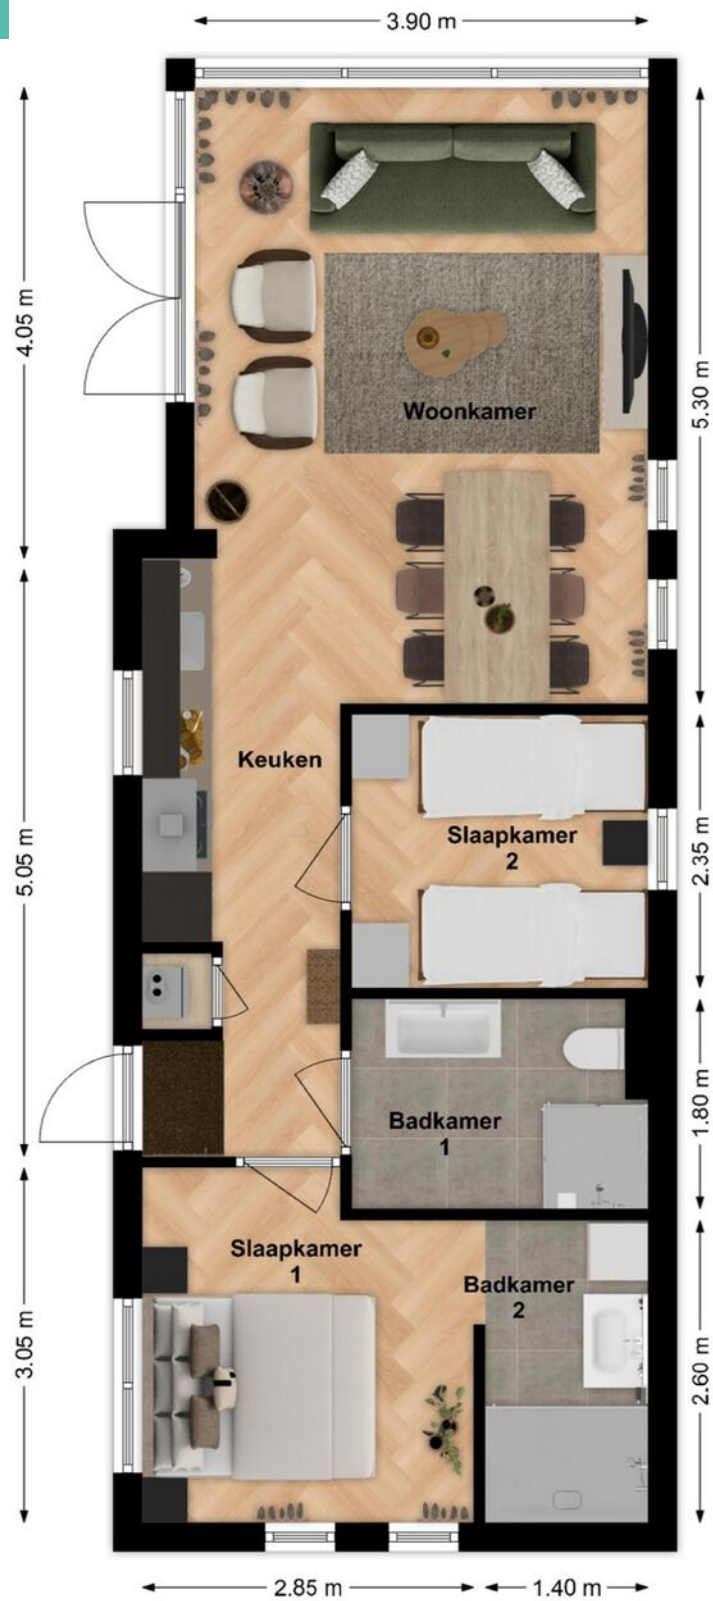 3.90 m
4.05 m
5.30 m
Woonkamer
Keuken
5.05 m
Slaapkamer
2
2.35 m
Badkamer
1
1.80 m
Slaapkamer
1
Badkamer
2
3.05 m
2.60 m
2.85 m
1.40 m